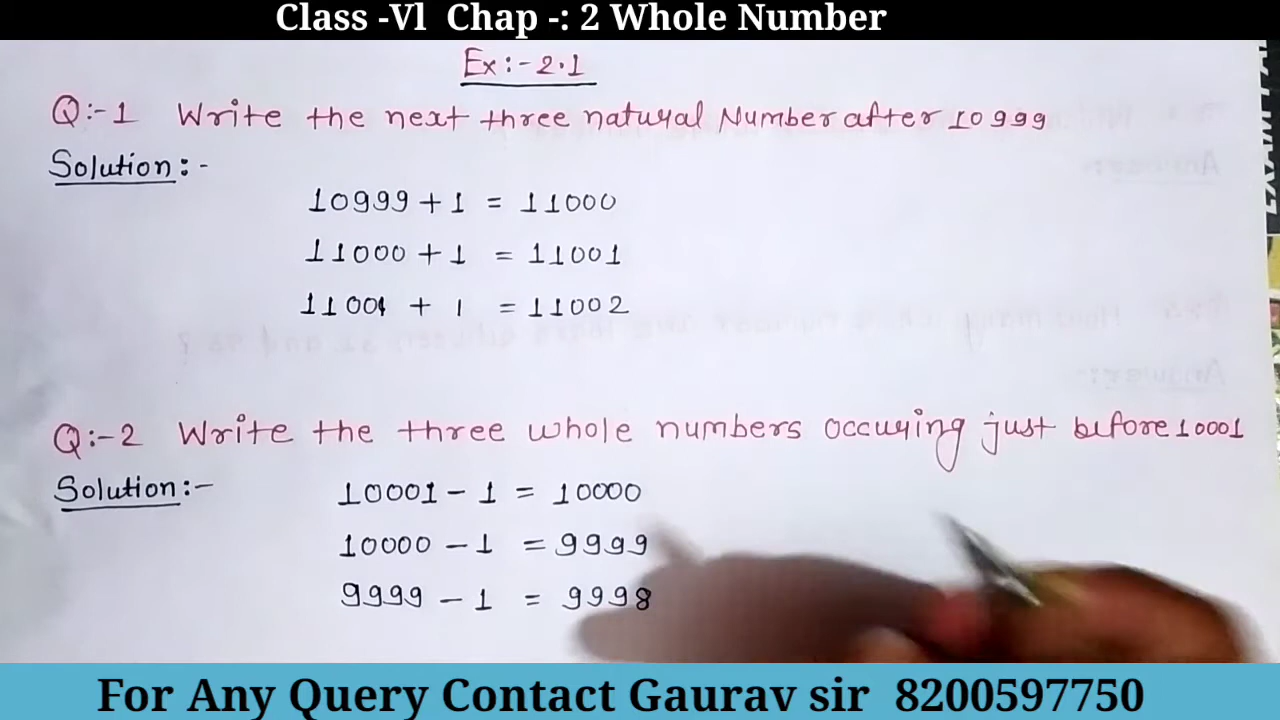 Class -Vl Chap -: 2 Whole Number
Ex:- 2.1
Q:-1 Write the next three natural Number after 10999
Solution:-
10999 + 1 = 11000
11000 + 1 = 11001
11001 + 1 = 11002
Q:-2 Write the three whole numbers occuring just before 10001
Solution:-
10001 - 1 = 10000
10000 - 1 = 9999
9999 - 1 = 9998
For Any Query Contact Gaurav sir 8200597750